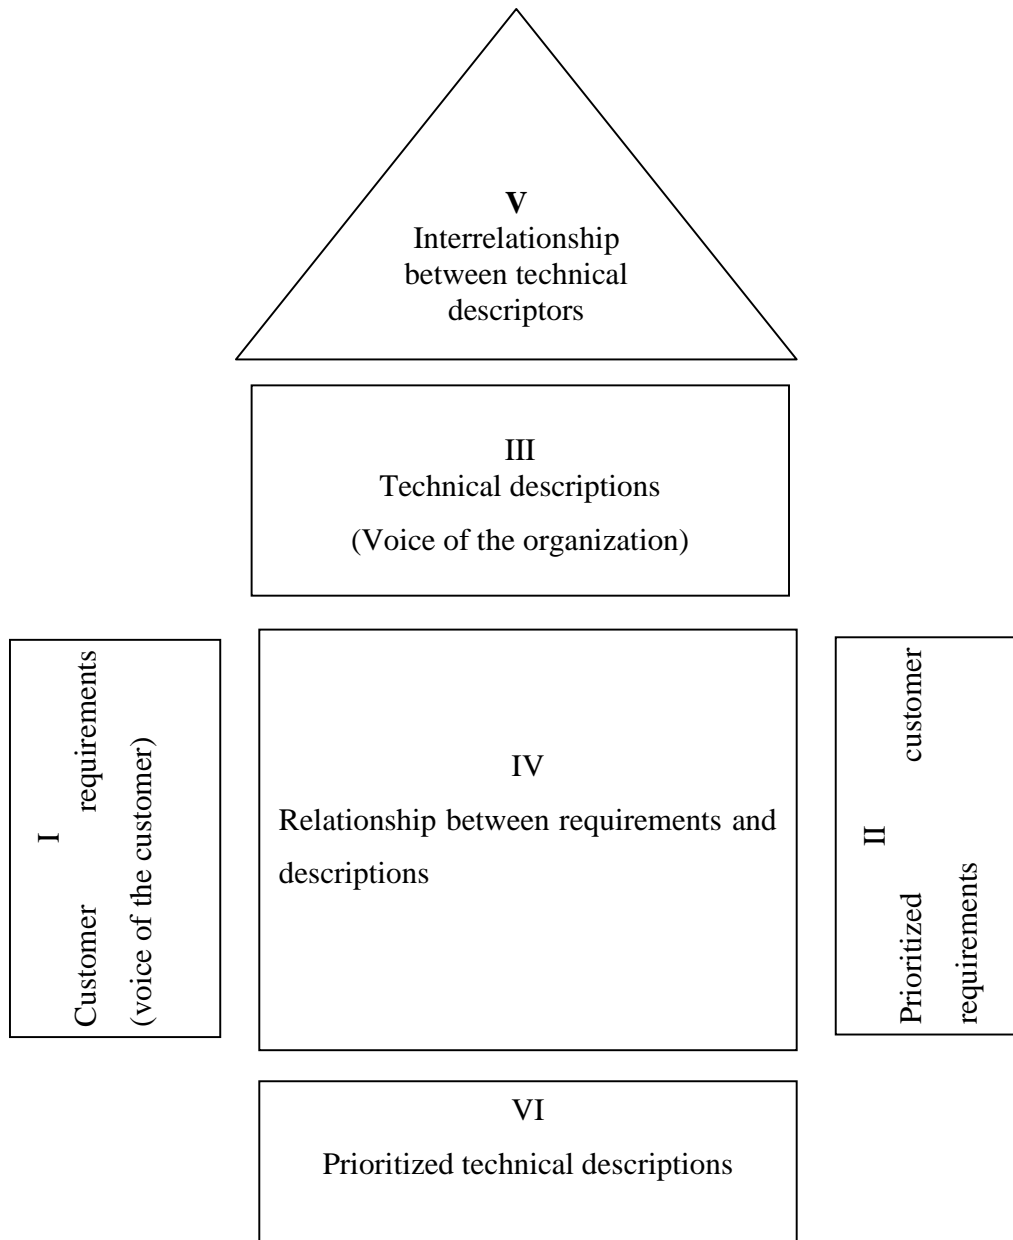 V
Interrelationship
between technical
descriptors
III
Technical descriptions
(Voice of the organization)
I
Customer requirements
(voice of the customer)
IV
Relationship between requirements and
descriptions
II
Prioritized customer
requirements
VI
Prioritized technical descriptions